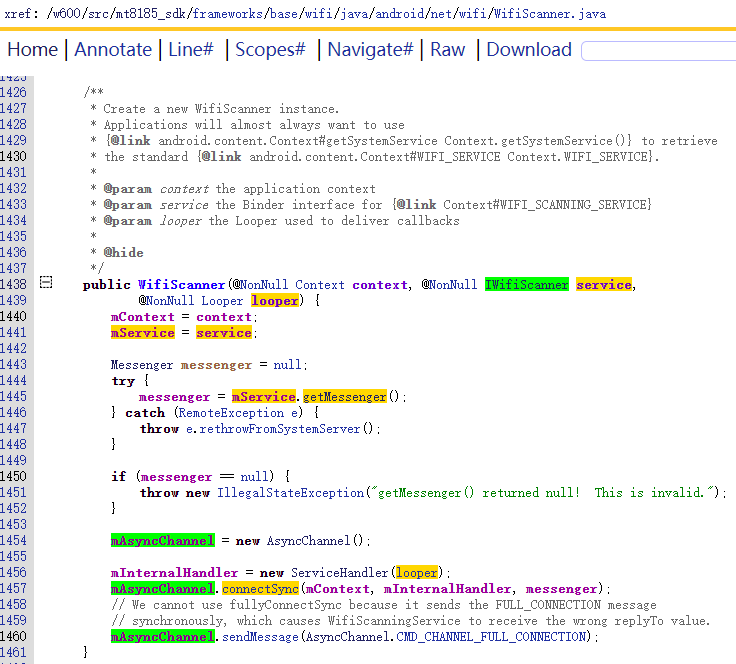 xref: /w600/src/mt8185_sdk/frameworks/base/wifi/java/android/net/wifi/WifiScanner.java
Home | Annotate | Line# | Scopes# | Navigate# | Raw | Download
1425
1426 /**
1427 * Create a new WifiScanner instance.
1428 * Applications will almost always want to use
1429 * {@link android.content.Context#getSystemService Context.getSystemService()} to retrieve
1430 * the standard {@link android.content.Context#WIFI_SERVICE Context.WIFI_SERVICE}.
1431 *
1432 * @param context the application context
1433 * @param service the Binder interface for {@link Context#WIFI_SCANNING_SERVICE}
1434 * @param looper the Looper used to deliver callbacks
1435 *
1436 * @hide
1437 */
1438 public WifiScanner(@NonNull Context context, @NonNull IWifiScanner service,
1439 @NonNull Looper looper) {
1440 mContext = context;
1441 mService = service;
1442
1443 Messenger messenger = null;
1444 try {
1445 messenger = mService.getMessenger();
1446 } catch (RemoteException e) {
1447 throw e.rethrowFromSystemServer();
1448 }
1449
1450 if (messenger == null) {
1451 throw new IllegalStateException("getMessenger() returned null!  This is invalid.");
1452 }
1453
1454 mAsyncChannel = new AsyncChannel();
1455
1456 mInternalHandler = new ServiceHandler(looper);
1457 mAsyncChannel.connectSync(mContext, mInternalHandler, messenger);
1458 // We cannot use fullyConnectSync because it sends the FULL_CONNECTION message
1459 // synchronously, which causes WifiScanningService to receive the wrong replyTo value.
1460 mAsyncChannel.sendMessage(AsyncChannel.CMD_CHANNEL_FULL_CONNECTION);
1461 }